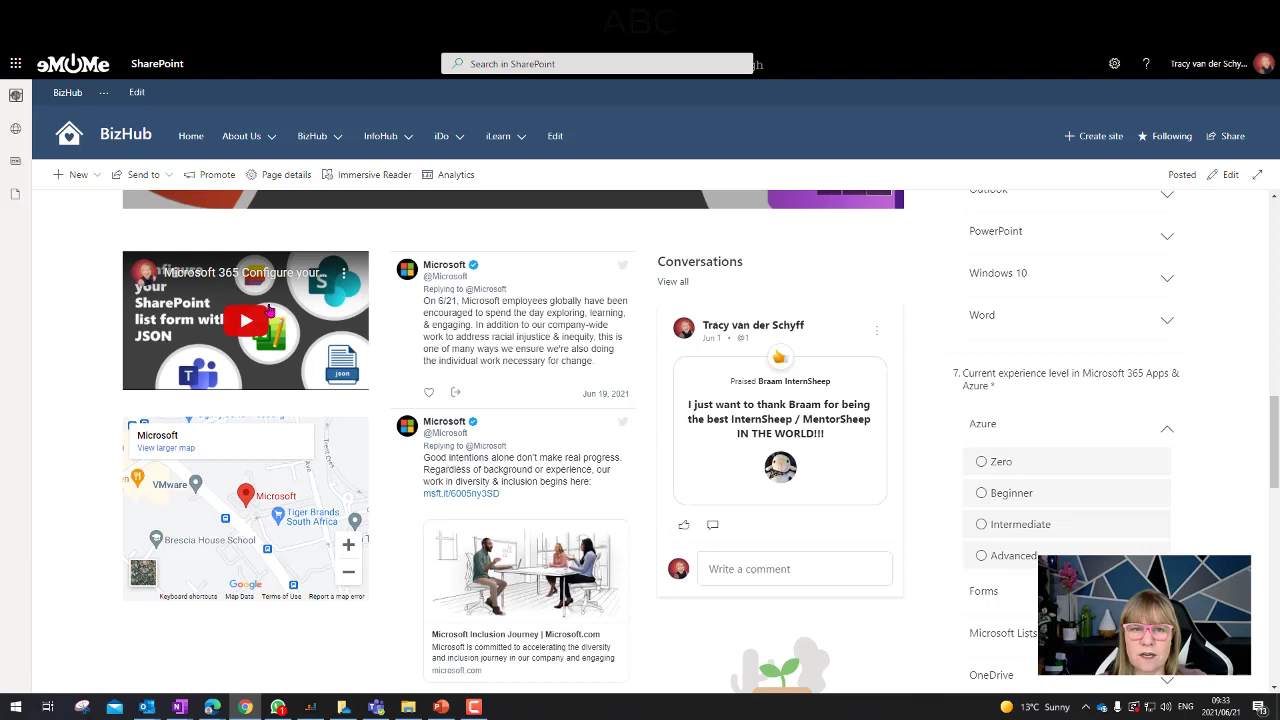 ABC
eMUMe
SharePoint
Search in SharePoint
gh
Tracy van der Schy...
BizHub
...
Edit
BizHub
Home
About Us
BizHub
InfoHub
iDo
iLearn
Edit
Create site
Following
Share
New
Send to
Promote
Page details
Immersive Reader
Analytics
Posted
Edit
Microsoft 365 Configure your...
your
SharePoint
list form with
JSON
json
Microsoft
View larger map
VMware
Microsoft
Tiger Brands
South Africa
Brescia House School
Google
Keyboard shortcuts
Map Data
Terms of Use
Report a map error
Microsoft
@Microsoft
Replying to @Microsoft
On 6/21, Microsoft employees globally have been
encouraged to spend the day exploring, learning,
& engaging. In addition to our company-wide
work to address racial injustice & inequity, this is
one of many ways we ensure we're also doing
the individual work necessary for change.
Jun 19, 2021
Microsoft
@Microsoft
Replying to @Microsoft
Good intentions alone don't make real progress.
Regardless of background or experience, our
work in diversity & inclusion begins here:
msft.it/6005ny3SD
Microsoft Inclusion Journey | Microsoft.com
Microsoft is committed to accelerating the diversity
and inclusion journey in our company and engaging
microsoft.com
Conversations
View all
Tracy van der Schyff
Jun 1 • @1
Praised Braam InternSheep
I just want to thank Braam for being
the best InternSheep / MentorSheep
IN THE WORLD!!!
Write a comment
Outlook
PowerPoint
Windows 10
Word
7. Current experience level in Microsoft 365 Apps &
Azure *
Azure
Zero
Beginner
Intermediate
Advanced
Forms
Microsoft Lists
OneDrive
13°C Sunny
09:33
2021/06/21